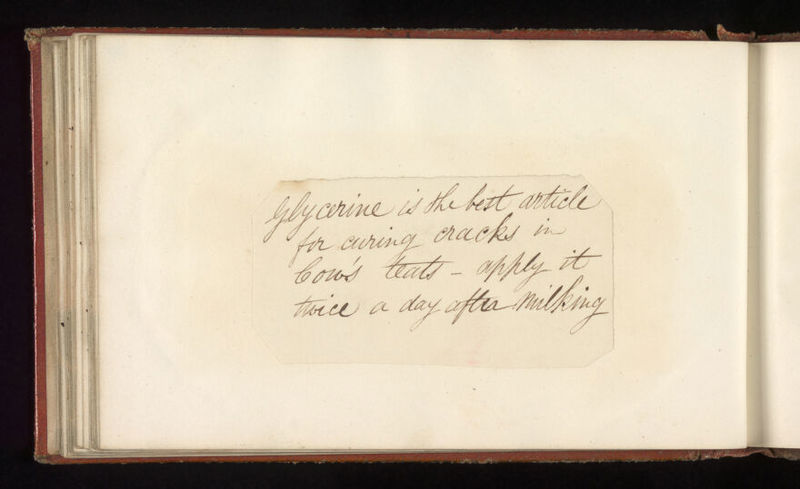 Glycerine is the best article
for curing cracks in
Cow's teats - apply it
twice a day after milking